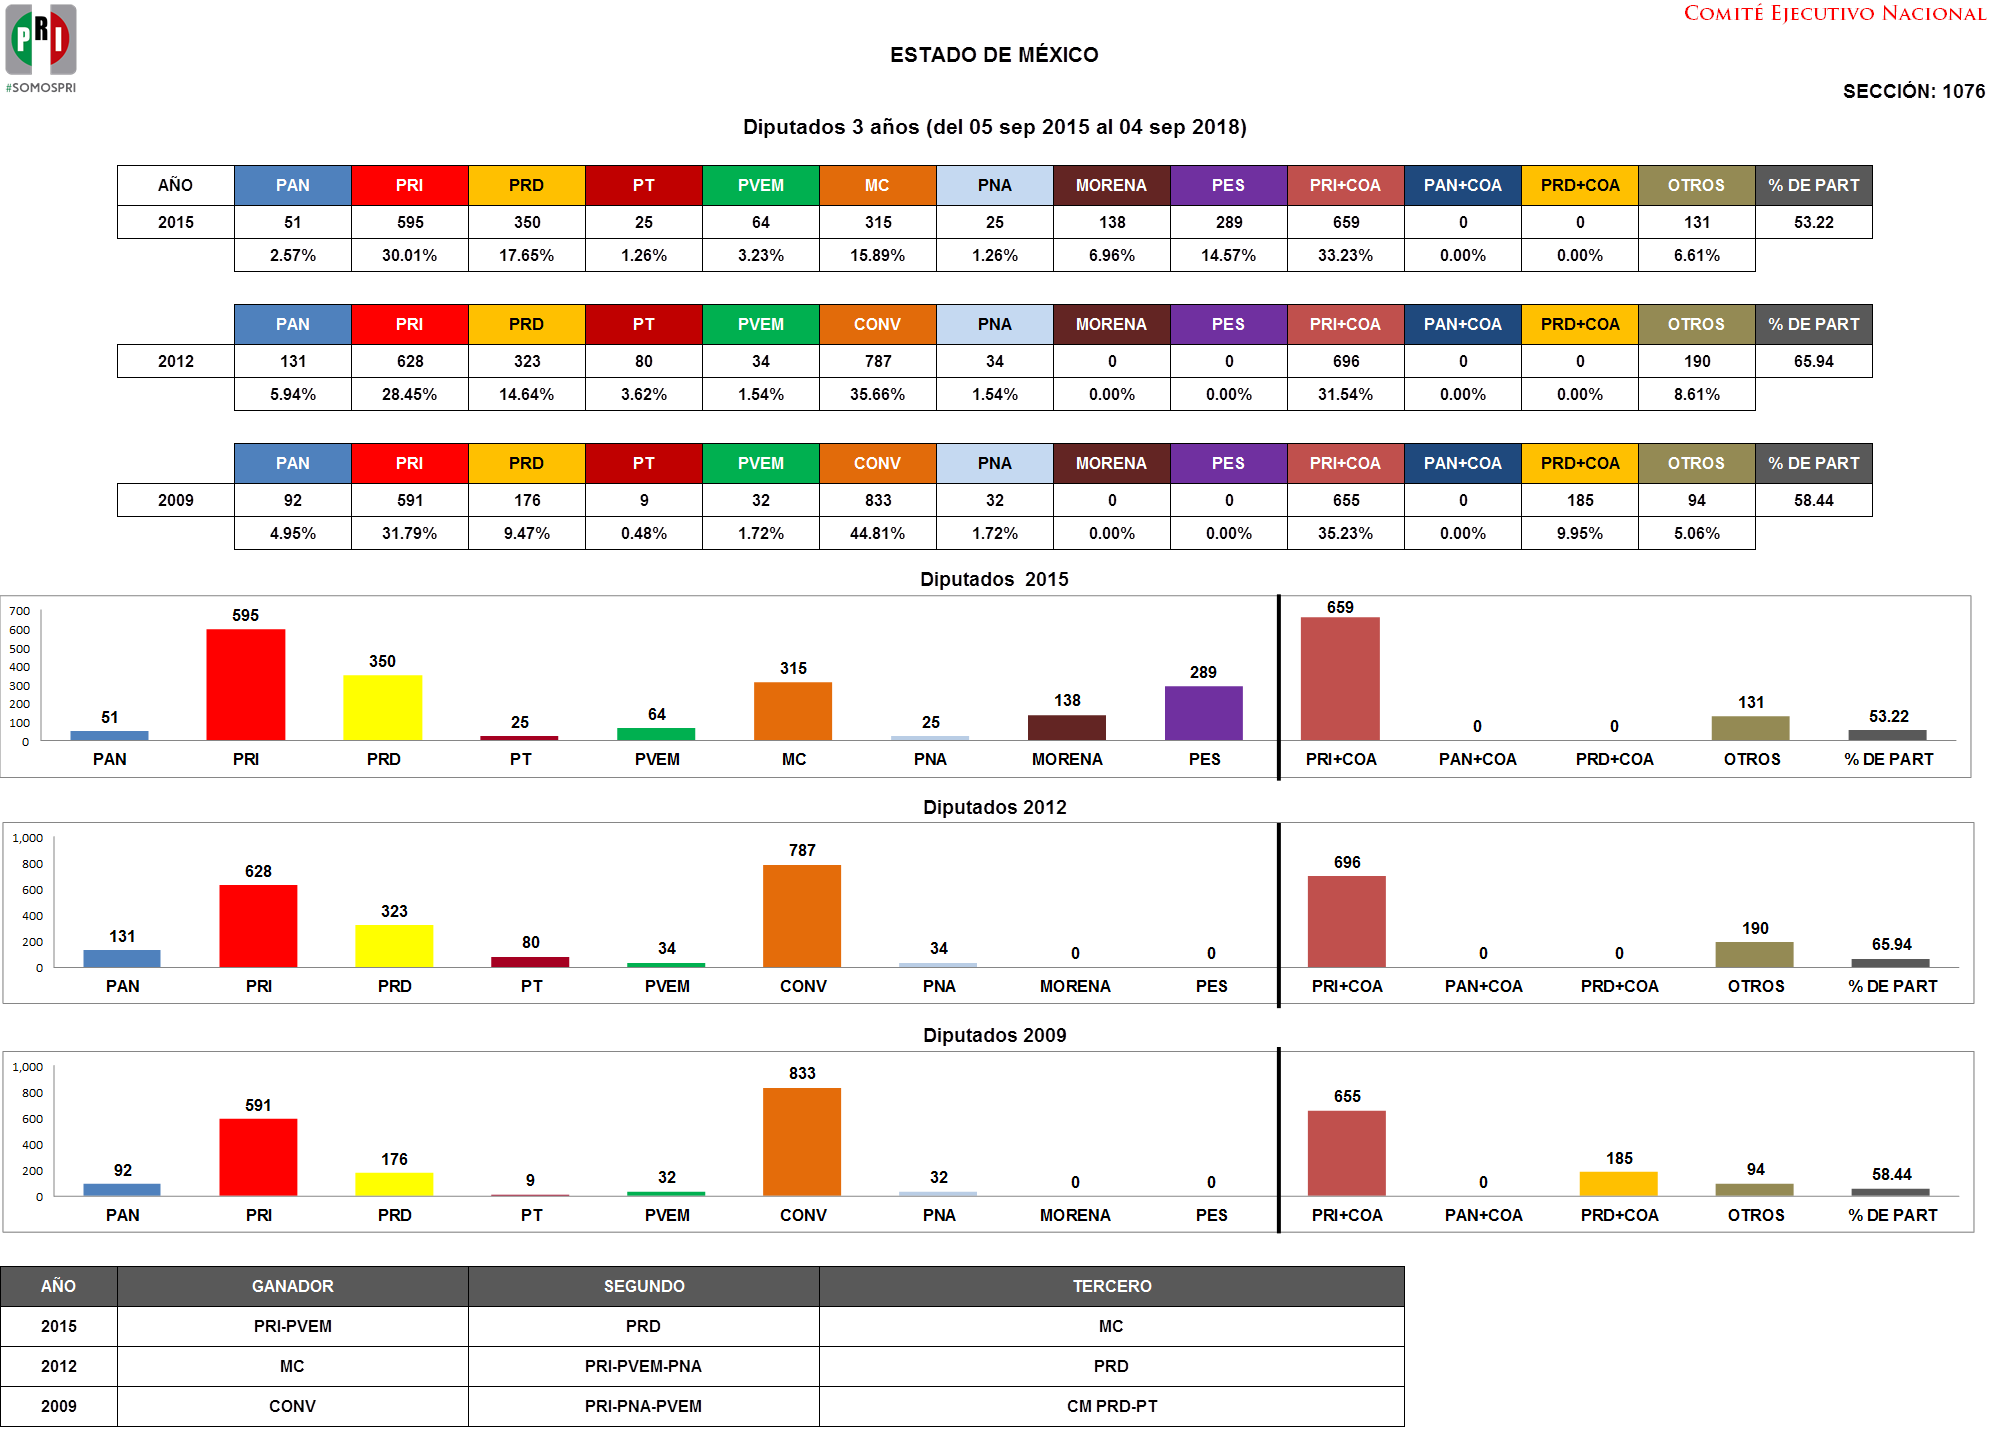 PRI
#SOMOSPRI
COMITÉ EJECUTIVO NACIONAL
ESTADO DE MÉXICO
SECCIÓN: 1076
Diputados 3 años (del 05 sep 2015 al 04 sep 2018)
AÑO PAN PRI PRD PT PVEM MC PNA MORENA PES PRI+COA PAN+COA PRD+COA OTROS % DE PART
2015 51 595 350 25 64 315 25 138 289 659 0 0 131 53.22
2.57% 30.01% 17.65% 1.26% 3.23% 15.89% 1.26% 6.96% 14.57% 33.23% 0.00% 0.00% 6.61%
PAN PRI PRD PT PVEM CONV PNA MORENA PES PRI+COA PAN+COA PRD+COA OTROS % DE PART
2012 131 628 323 80 34 787 34 0 0 696 0 0 190 65.94
5.94% 28.45% 14.64% 3.62% 1.54% 35.66% 1.54% 0.00% 0.00% 31.54% 0.00% 0.00% 8.61%
PAN PRI PRD PT PVEM CONV PNA MORENA PES PRI+COA PAN+COA PRD+COA OTROS % DE PART
2009 92 591 176 9 32 833 32 0 0 655 0 185 94 58.44
4.95% 31.79% 9.47% 0.48% 1.72% 44.81% 1.72% 0.00% 0.00% 35.23% 0.00% 9.95% 5.06%
Diputados 2015
700
600
500
400
300
200
100
0
51 595 350 25 64 315 25 138 289 659 0 0 131 53.22
PAN PRI PRD PT PVEM MC PNA MORENA PES PRI+COA PAN+COA PRD+COA OTROS % DE PART
Diputados 2012
1,000
800
600
400
200
0
131 628 323 80 34 787 34 0 0 696 0 0 190 65.94
PAN PRI PRD PT PVEM CONV PNA MORENA PES PRI+COA PAN+COA PRD+COA OTROS % DE PART
Diputados 2009
1,000
800
600
400
200
0
92 591 176 9 32 833 32 0 0 655 0 185 94 58.44
PAN PRI PRD PT PVEM CONV PNA MORENA PES PRI+COA PAN+COA PRD+COA OTROS % DE PART
AÑO GANADOR SEGUNDO TERCERO
2015 PRI-PVEM PRD MC
2012 MC PRI-PVEM-PNA PRD
2009 CONV PRI-PNA-PVEM CM PRD-PT